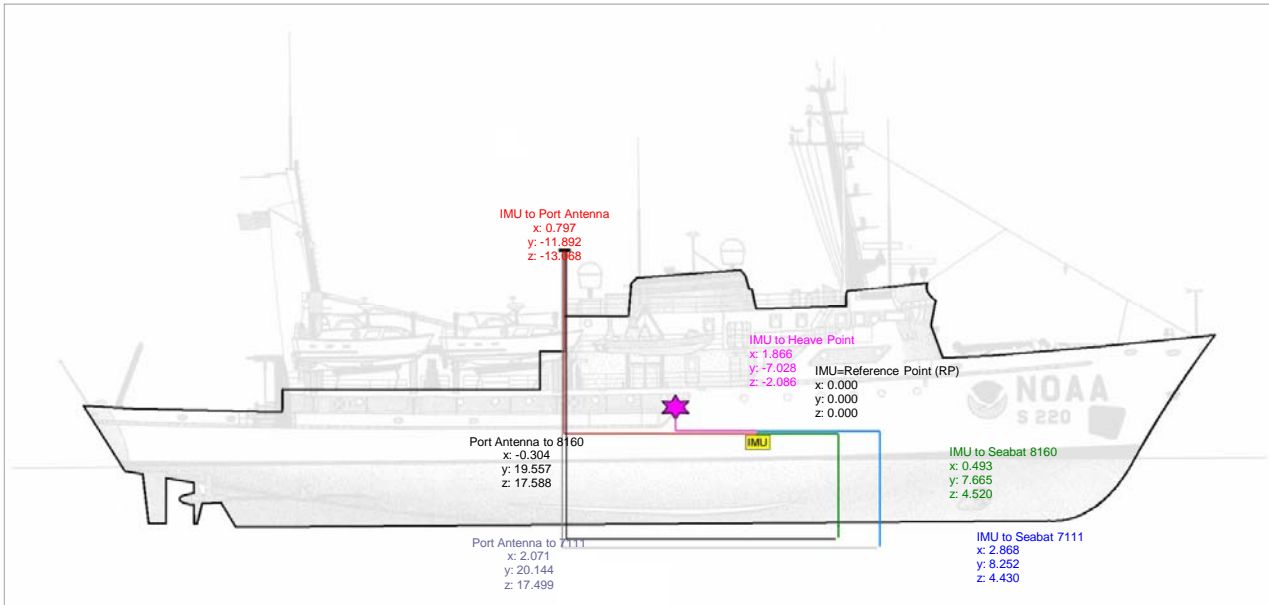 IMU to Port Antenna
x: 0.797
y: -11.892
z: -13.068
IMU to Heave Point
x: 1.866
y: -7.028
z: -2.086
IMU=Reference Point (RP)
x: 0.000
y: 0.000
z: 0.000
NOAA
S 220
IMU
Port Antenna to 8160
x: -0.304
y: 19.557
z: 17.588
IMU to Seabat 8160
x: 0.493
y: 7.665
z: 4.520
Port Antenna to 7111
x: 2.071
y: 20.144
z: 17.499
IMU to Seabat 7111
x: 2.868
y: 8.252
z: 4.430